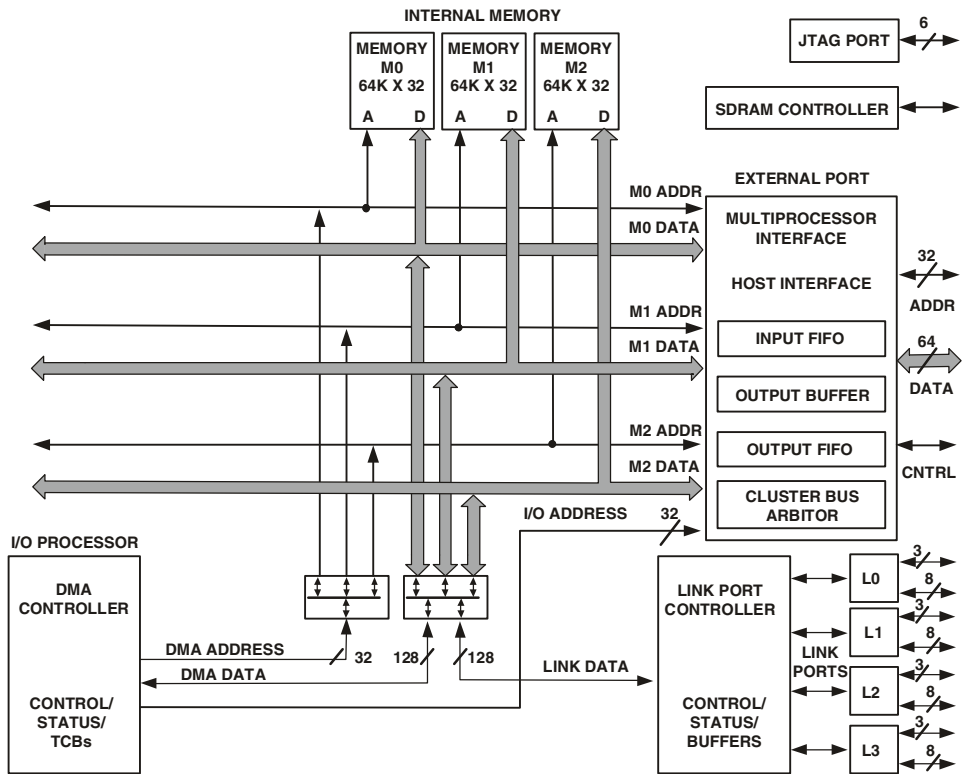 INTERNAL MEMORY
MEMORY
M0
64K X 32
A D
MEMORY
M1
64K X 32
A D
MEMORY
M2
64K X 32
A D
JTAG PORT
6
SDRAM CONTROLLER
EXTERNAL PORT
MULTIPROCESSOR
INTERFACE
HOST INTERFACE
INPUT FIFO
OUTPUT BUFFER
OUTPUT FIFO
CLUSTER BUS
ARBITOR
32
ADDR
64
DATA
CNTRL
M0 ADDR
M0 DATA
M1 ADDR
M1 DATA
M2 ADDR
M2 DATA
I/O ADDRESS
32
I/O PROCESSOR
DMA
CONTROLLER
CONTROL/
STATUS/
TCBs
DMA ADDRESS
32
DMA DATA
128
128
LINK DATA
LINK PORT
CONTROLLER
CONTROL/
STATUS/
BUFFERS
LINK
PORTS
L0
3
8
L1
3
8
L2
3
8
L3
3
8